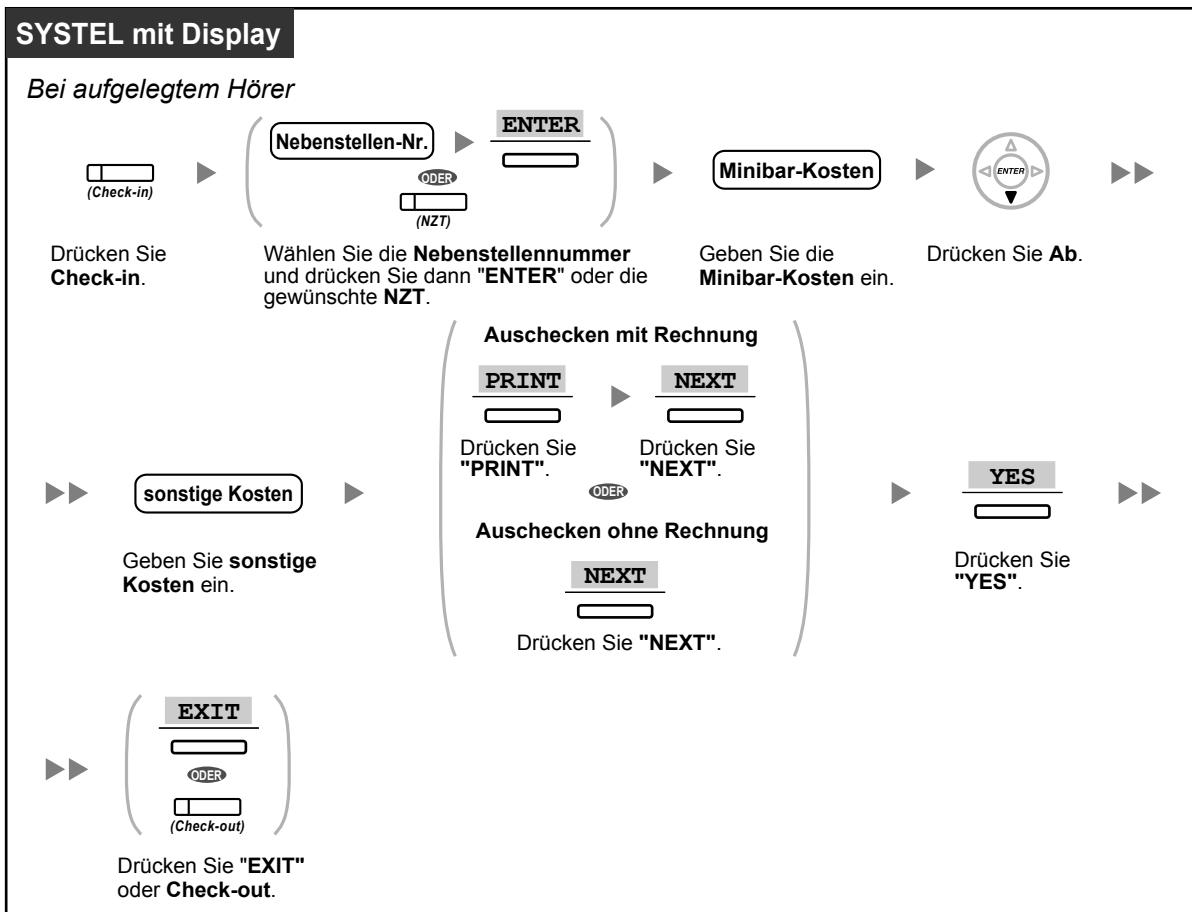 SYSTEL mit Display
Bei aufgelegtem Hörer
(Check-in)
Nebenstellen-Nr.
ENTER
ODER
(NZT)
Minibar-Kosten
ENTER
Drücken Sie
Check-in.
Wählen Sie die Nebenstellennummer
und drücken Sie dann "ENTER" oder die
gewünschte NZT.
Geben Sie die
Minibar-Kosten ein.
Drücken Sie Ab.
sonstige Kosten
Geben Sie sonstige
Kosten ein.
Auschecken mit Rechnung
PRINT
NEXT
Drücken Sie
"PRINT".
Drücken Sie
"NEXT".
ODER
Auschecken ohne Rechnung
NEXT
Drücken Sie "NEXT".
YES
Drücken Sie
"YES".
EXIT
ODER
(Check-out)
Drücken Sie "EXIT"
oder Check-out.